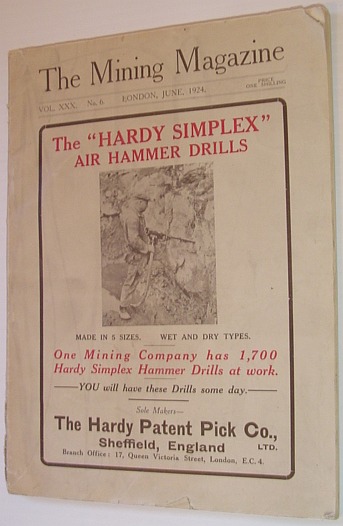 The Mining Magazine
VOL. XXX. No. 6. LONDON, JUNE, 1924. PRICE
ONE SHILLING
The "HARDY SIMPLEX"
AIR HAMMER DRILLS
MADE IN 5 SIZES. WET AND DRY TYPES.
One Mining Company has 1,700
Hardy Simplex Hammer Drills at work.
YOU will have these Drills some day.
Sole Makers—
The Hardy Patent Pick Co.,
Sheffield, England LTD.
Branch Office: 17, Queen Victoria Street, London, E.C. 4.